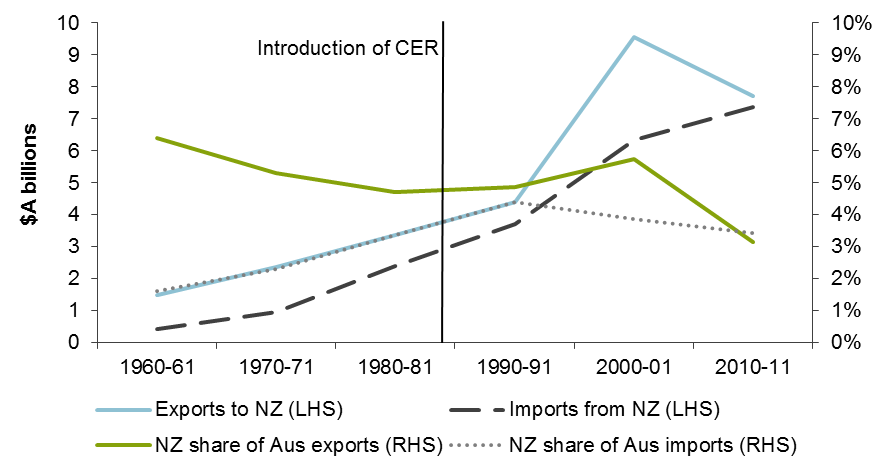 10 10%
9 Introduction of CER 9%
8 8%
7 7%
6 6%
5 5%
4 4%
3 3%
2 2%
1 1%
0 0%
$A billions
1960-61 1970-71 1980-81 1990-91 2000-01 2010-11
Exports to NZ (LHS) Imports from NZ (LHS)
NZ share of Aus exports (RHS) NZ share of Aus imports (RHS)